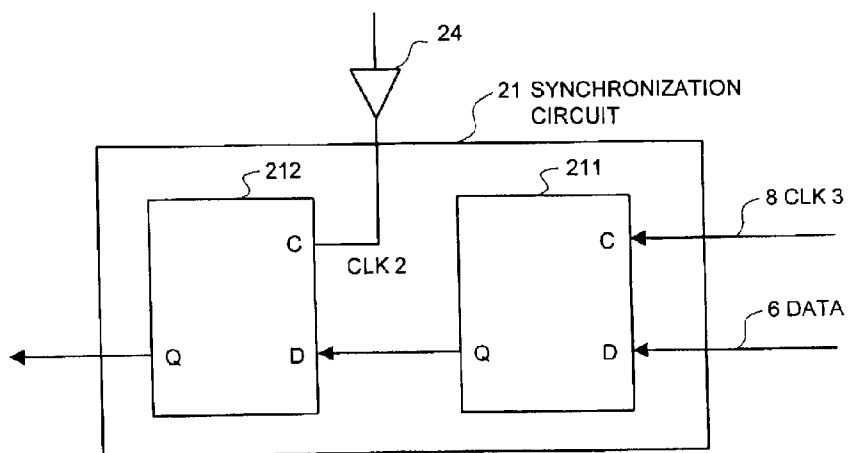 24
21 SYNCHRONIZATION
CIRCUIT
212
211
C
CLK 2
C
8 CLK 3
6 DATA
Q
D
Q
D